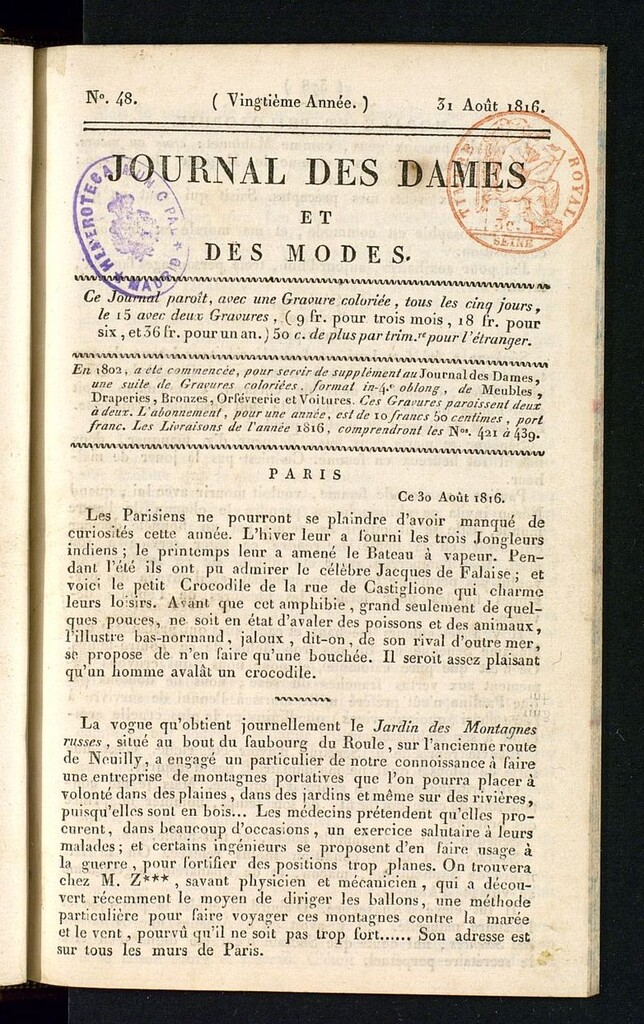 No. 48. ( Vingtième Année. ) 31 Août 1816.
JOURNAL DES DAMES
ET
DES MODES.
HEMEROTECA MUNICIPAL
* MADRID *
TIMBRE ROYAL
SEINE
Ce Journal paroît, avec une Gravure coloriée, tous les cinq jours,
le 15 avec deux Gravures, ( 9 fr. pour trois mois, 18 fr. pour
six, et 36 fr. pour un an.) 50 c. de plus par trim.re pour l'étranger.
En 1802, a été commencée, pour servir de supplément au Journal des Dames,
une suite de Gravures coloriées, format in-4o oblong, de Meubles,
Draperies, Bronzes, Orfévrerie et Voitures. Ces Gravures paroissent deux
à deux. L'abonnement, pour une année, est de 10 francs 50 centimes, port
franc. Les Livraisons de l'année 1816, comprendront les Nos. 421 à 439.
PARIS
Ce 30 Août 1816.
Les Parisiens ne pourront se plaindre d'avoir manqué de
curiosités cette année. L'hiver leur a fourni les trois Jongleurs
indiens ; le printemps leur a amené le Bateau à vapeur. Pen-
dant l'été ils ont pu admirer le célèbre Jacques de Falaise ; et
voici le petit Crocodile de la rue de Castiglione qui charme
leurs loisirs. Avant que cet amphibie, grand seulement de quel-
ques pouces, ne soit en état d'avaler des poissons et des animaux,
l'illustre bas-normand, jaloux, dit-on, de son rival d'outre mer,
se propose de n'en faire qu'une bouchée. Il seroit assez plaisant
qu'un homme avalât un crocodile.
La vogue qu'obtient journellement le Jardin des Montagnes
russes, situé au bout du faubourg du Roule, sur l'ancienne route
de Neuilly, a engagé un particulier de notre connoissance à faire
une entreprise de montagnes portatives que l'on pourra placer à
volonté dans des plaines, dans des jardins et même sur des rivières,
puisqu'elles sont en bois... Les médecins prétendent qu'elles pro-
curent, dans beaucoup d'occasions, un exercice salutaire à leurs
malades; et certains ingénieurs se proposent d'en faire usage à
la guerre, pour fortifier des positions trop planes. On trouvera
chez M. Z***, savant physicien et mécanicien, qui a décou-
vert récemment le moyen de diriger les ballons, une méthode
particulière pour faire voyager ces montagnes contre la marée
et le vent, pourvû qu'il ne soit pas trop fort...... Son adresse est
sur tous les murs de Paris.